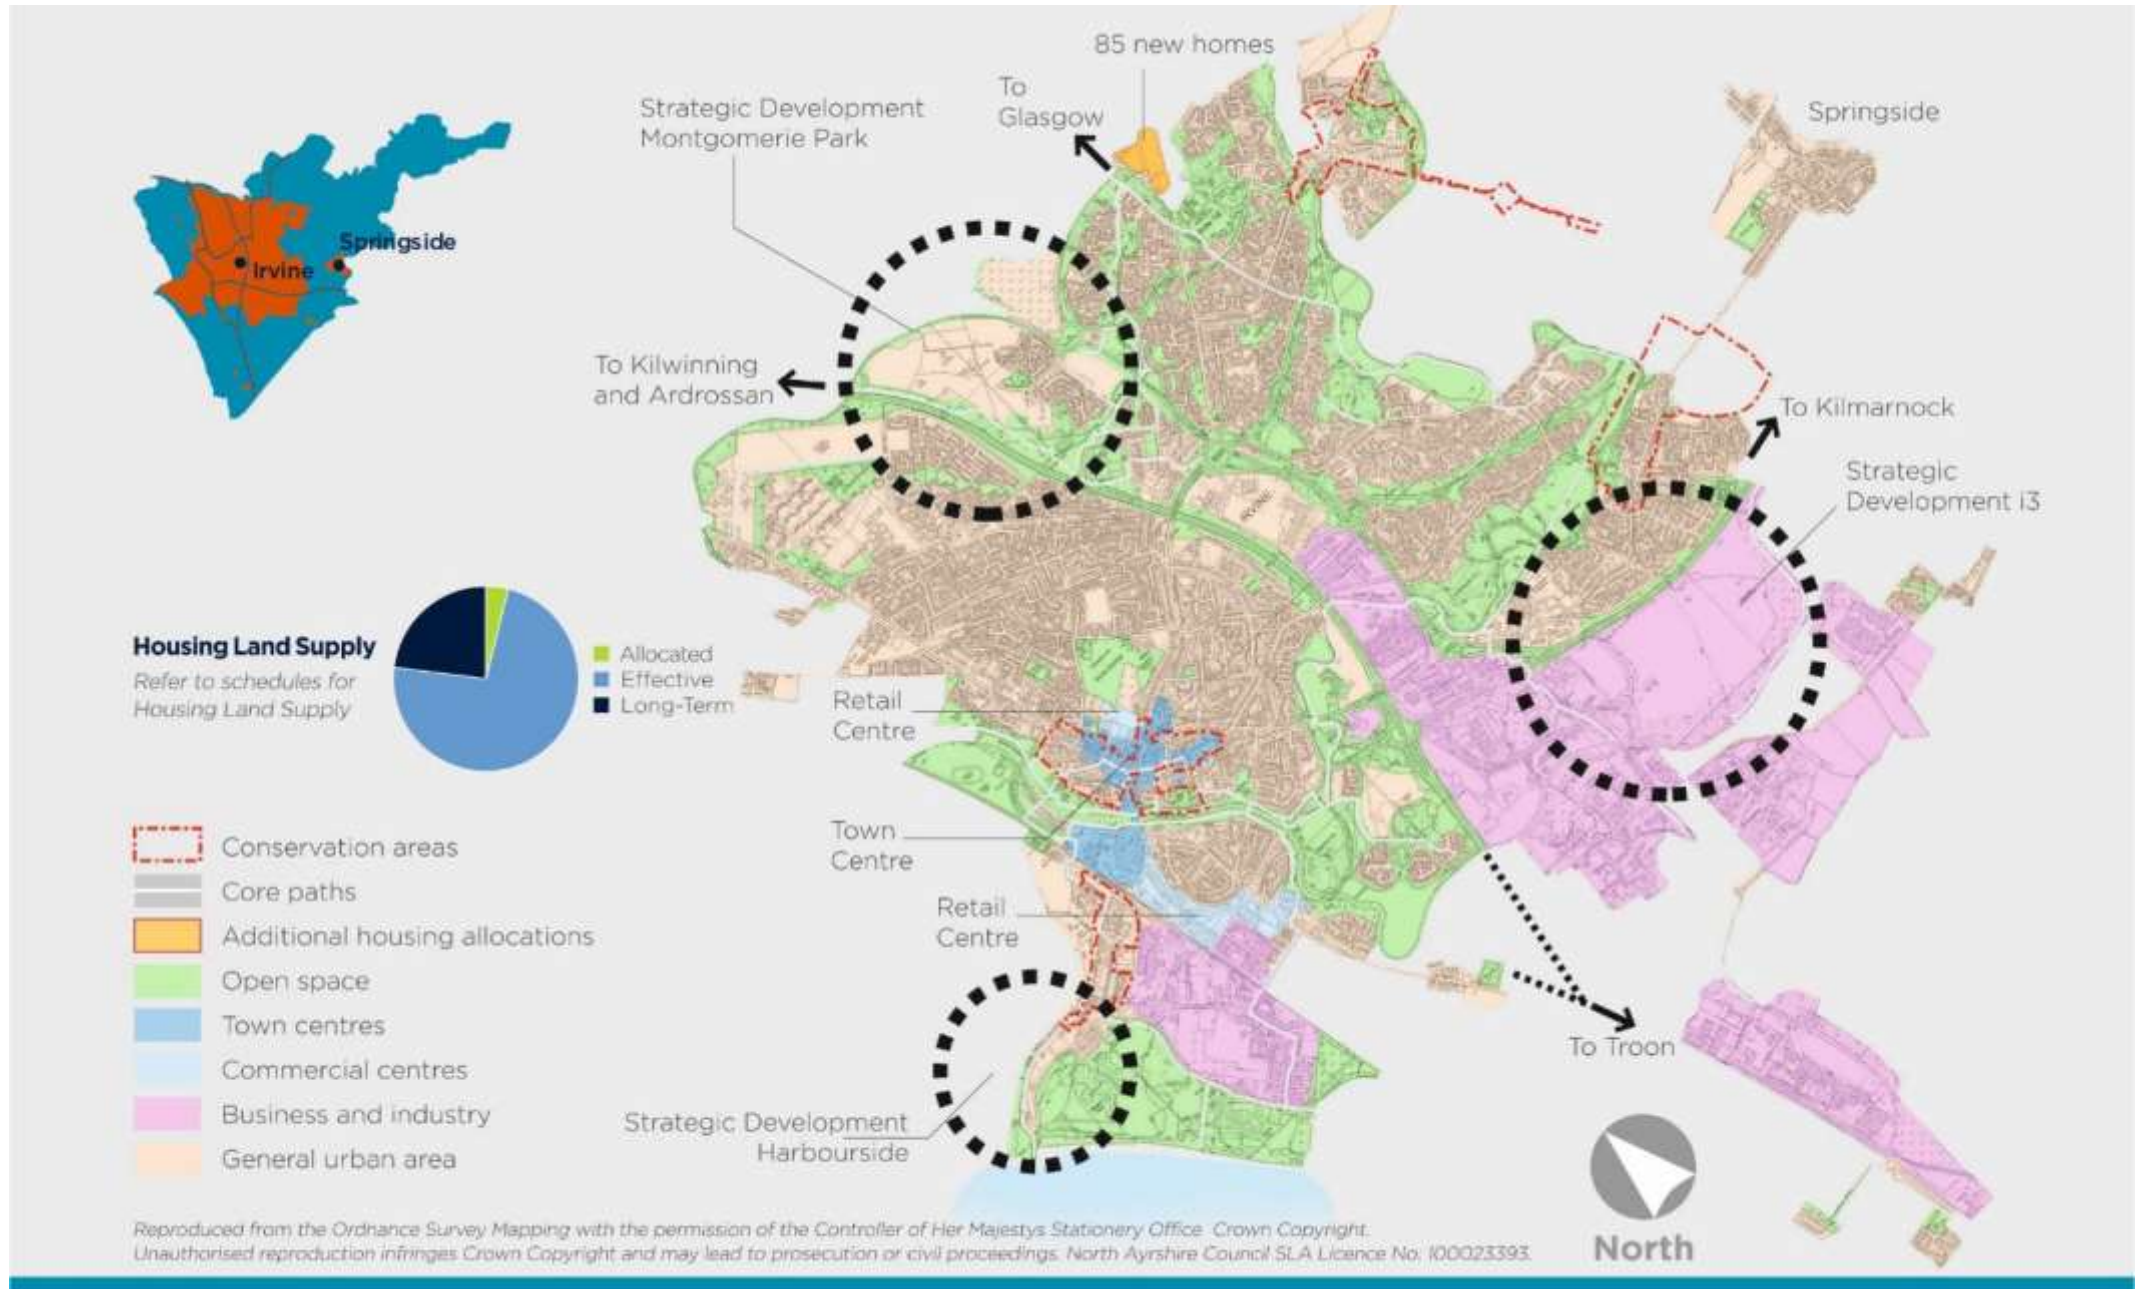 85 new homes
To
Glasgow
Strategic Development
Montgomerie Park
Springside
Springside
Irvine
To Kilwinning
and Ardrossan
To Kilmarnock
Strategic
Development i3
IRVINE
Housing Land Supply
Refer to schedules for
Housing Land Supply
Allocated
Effective
Long-Term
Retail
Centre
Town
Centre
Retail
Centre
Conservation areas
Core paths
Additional housing allocations
Open space
Town centres
Commercial centres
Business and industry
General urban area
To Troon
Strategic Development
Harbourside
North
Reproduced from the Ordnance Survey Mapping with the permission of the Controller of Her Majestys Stationery Office Crown Copyright.
Unauthorised reproduction infringes Crown Copyright and may lead to prosecution or civil proceedings. North Ayrshire Council SLA Licence No. 100023393.